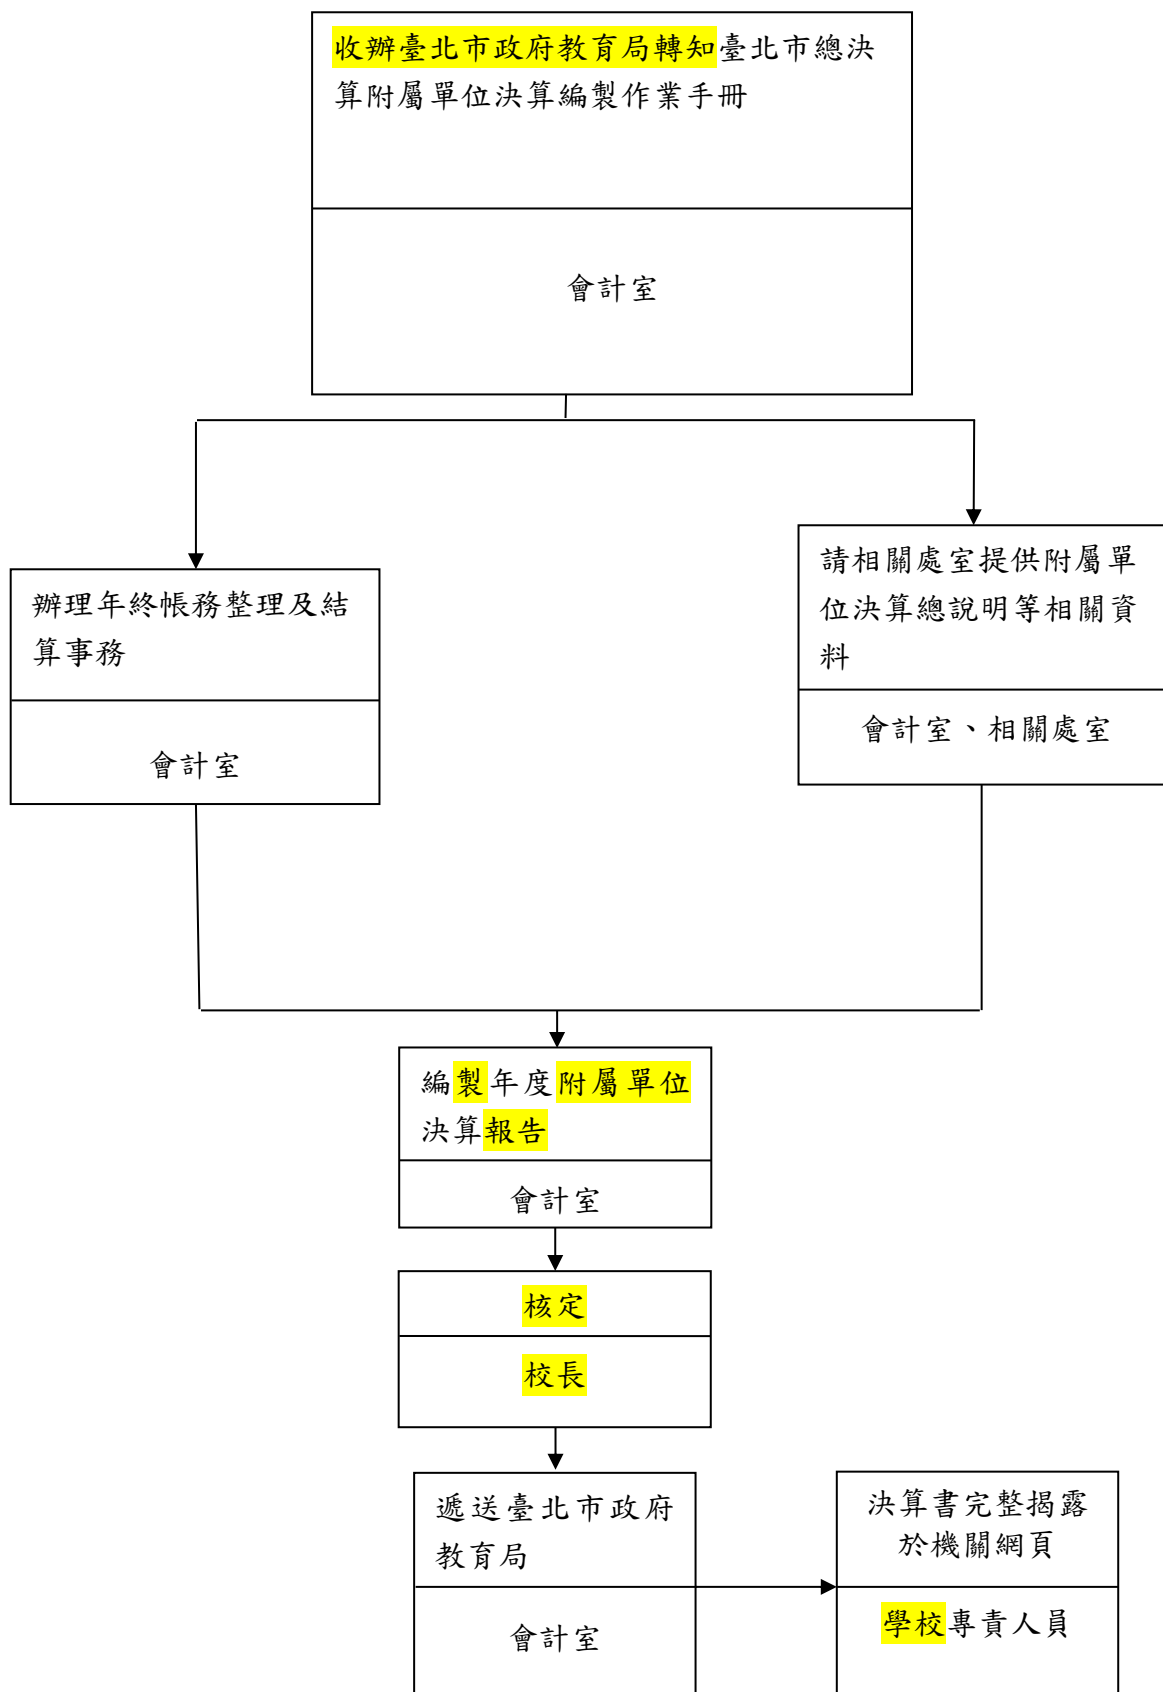 收辦臺北市政府教育局轉知臺北市總決
算附屬單位決算編製作業手冊
會計室
請相關處室提供附屬單
位決算總說明等相關資
料
會計室、相關處室
辦理年終帳務整理及結
算事務
會計室
編製年度附屬單位
決算報告
會計室
核定
校長
遞送臺北市政府
教育局
會計室
決算書完整揭露
於機關網頁
學校專責人員